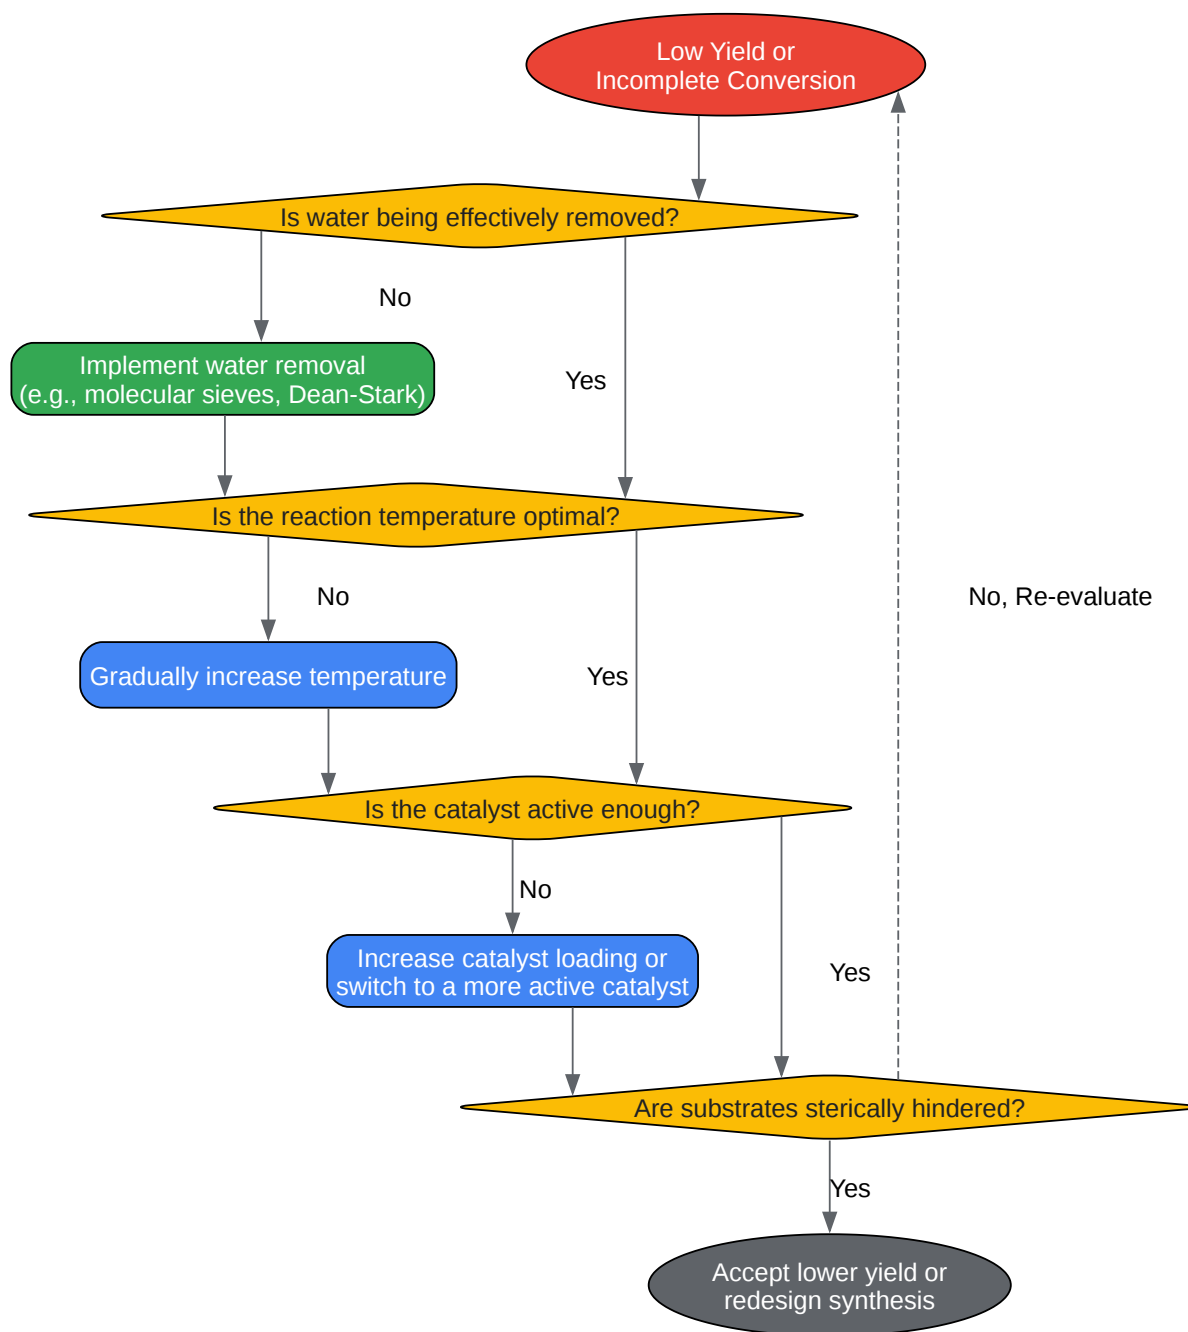 Low Yield or
Incomplete Conversion
Is water being effectively removed?
No
Implement water removal
(e.g., molecular sieves, Dean-Stark)
Yes
Is the reaction temperature optimal?
No
No, Re-evaluate
Gradually increase temperature
Yes
Is the catalyst active enough?
No
Increase catalyst loading or
switch to a more active catalyst
Yes
Are substrates sterically hindered?
Yes
Accept lower yield or
redesign synthesis